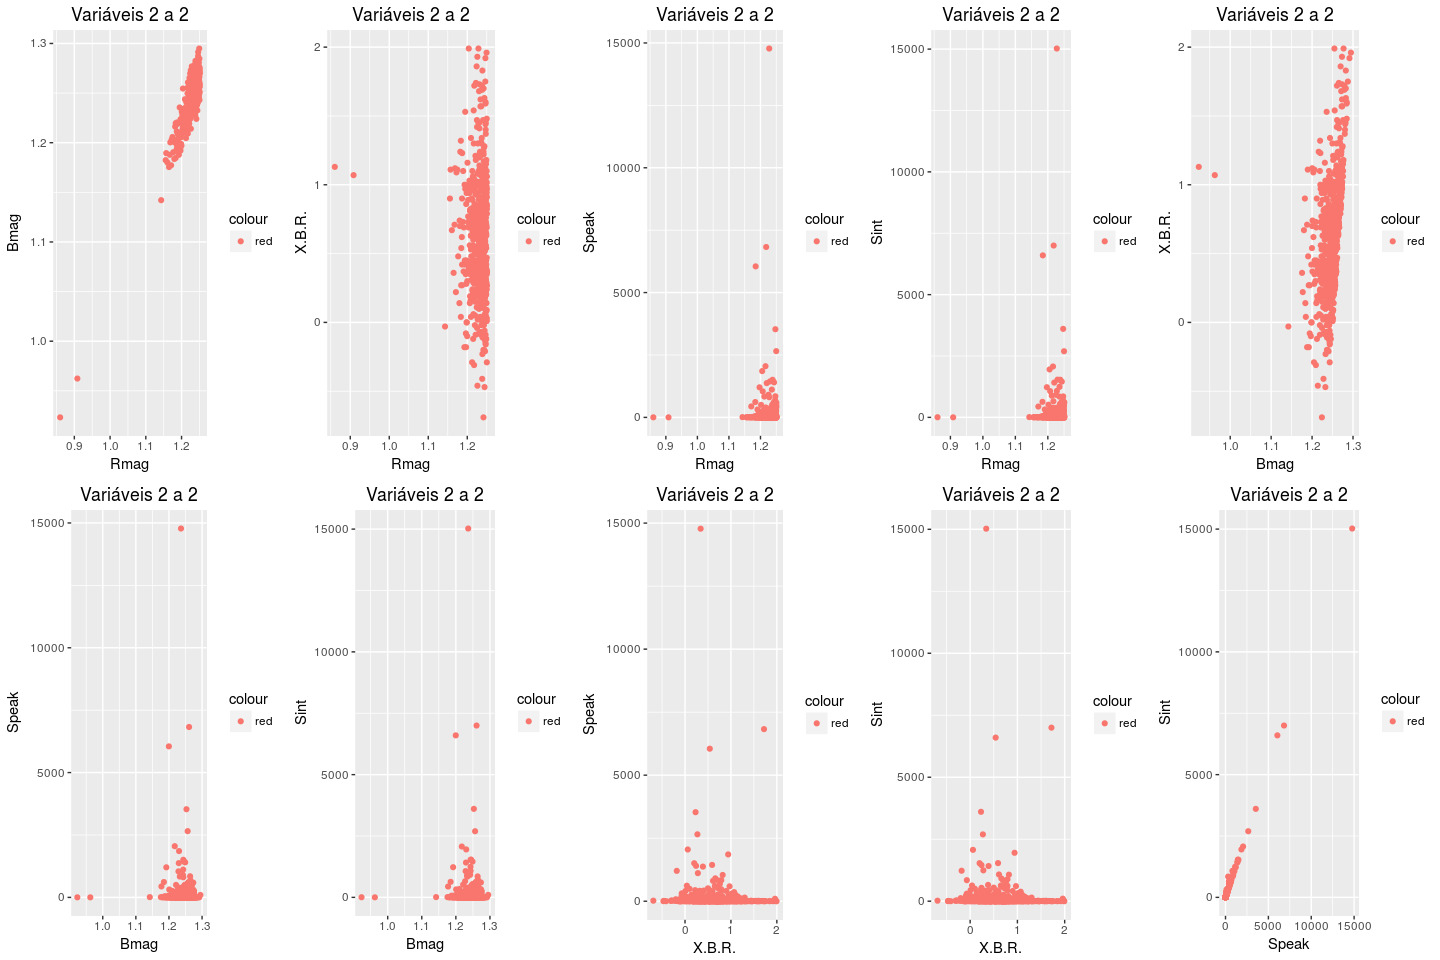 Variáveis 2 a 2
1.3
1.2
1.1
1.0
Bmag
0.9 1.0 1.1 1.2
Rmag
colour
red
Variáveis 2 a 2
2
1
0
X.B.R.
0.9 1.0 1.1 1.2
Rmag
colour
red
Variáveis 2 a 2
15000
10000
5000
0
Speak
0.9 1.0 1.1 1.2
Rmag
colour
red
Variáveis 2 a 2
15000
10000
5000
0
Sint
0.9 1.0 1.1 1.2
Rmag
colour
red
Variáveis 2 a 2
2
1
0
X.B.R.
1.0 1.1 1.2 1.3
Bmag
colour
red
Variáveis 2 a 2
15000
10000
5000
0
Speak
1.0 1.1 1.2 1.3
Bmag
colour
red
Variáveis 2 a 2
15000
10000
5000
0
Sint
1.0 1.1 1.2 1.3
Bmag
colour
red
Variáveis 2 a 2
15000
10000
5000
0
Speak
0 1 2
X.B.R.
colour
red
Variáveis 2 a 2
15000
10000
5000
0
Sint
0 1 2
X.B.R.
colour
red
Variáveis 2 a 2
15000
10000
5000
0
Sint
0 5000 10000 15000
Speak
colour
red